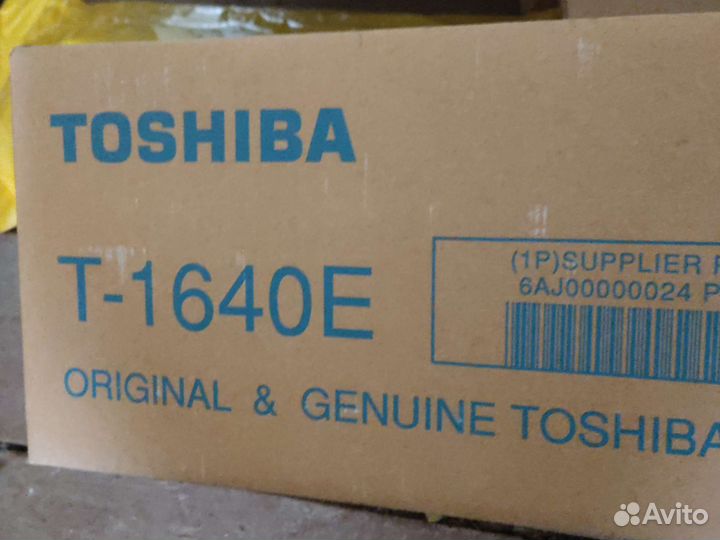 TOSHIBA
T-1640E
(1P)SUPPLIER
6AJ00000024 P
ORIGINAL & GENUINE TOSHIBA
Avito